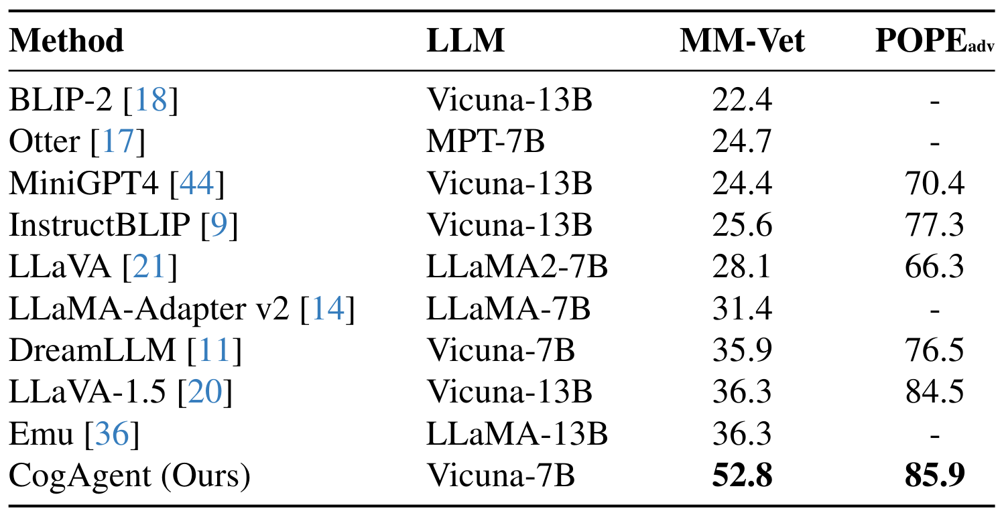 Method LLM MM-Vet POPEadv
BLIP-2 [18] Vicuna-13B 22.4 -
Otter [17] MPT-7B 24.7 -
MiniGPT4 [44] Vicuna-13B 24.4 70.4
InstructBLIP [9] Vicuna-13B 25.6 77.3
LLaVA [21] LLaMA2-7B 28.1 66.3
LLaMA-Adapter v2 [14] LLaMA-7B 31.4 -
DreamLLM [11] Vicuna-7B 35.9 76.5
LLaVA-1.5 [20] Vicuna-13B 36.3 84.5
Emu [36] LLaMA-13B 36.3 -
CogAgent (Ours) Vicuna-7B 52.8 85.9